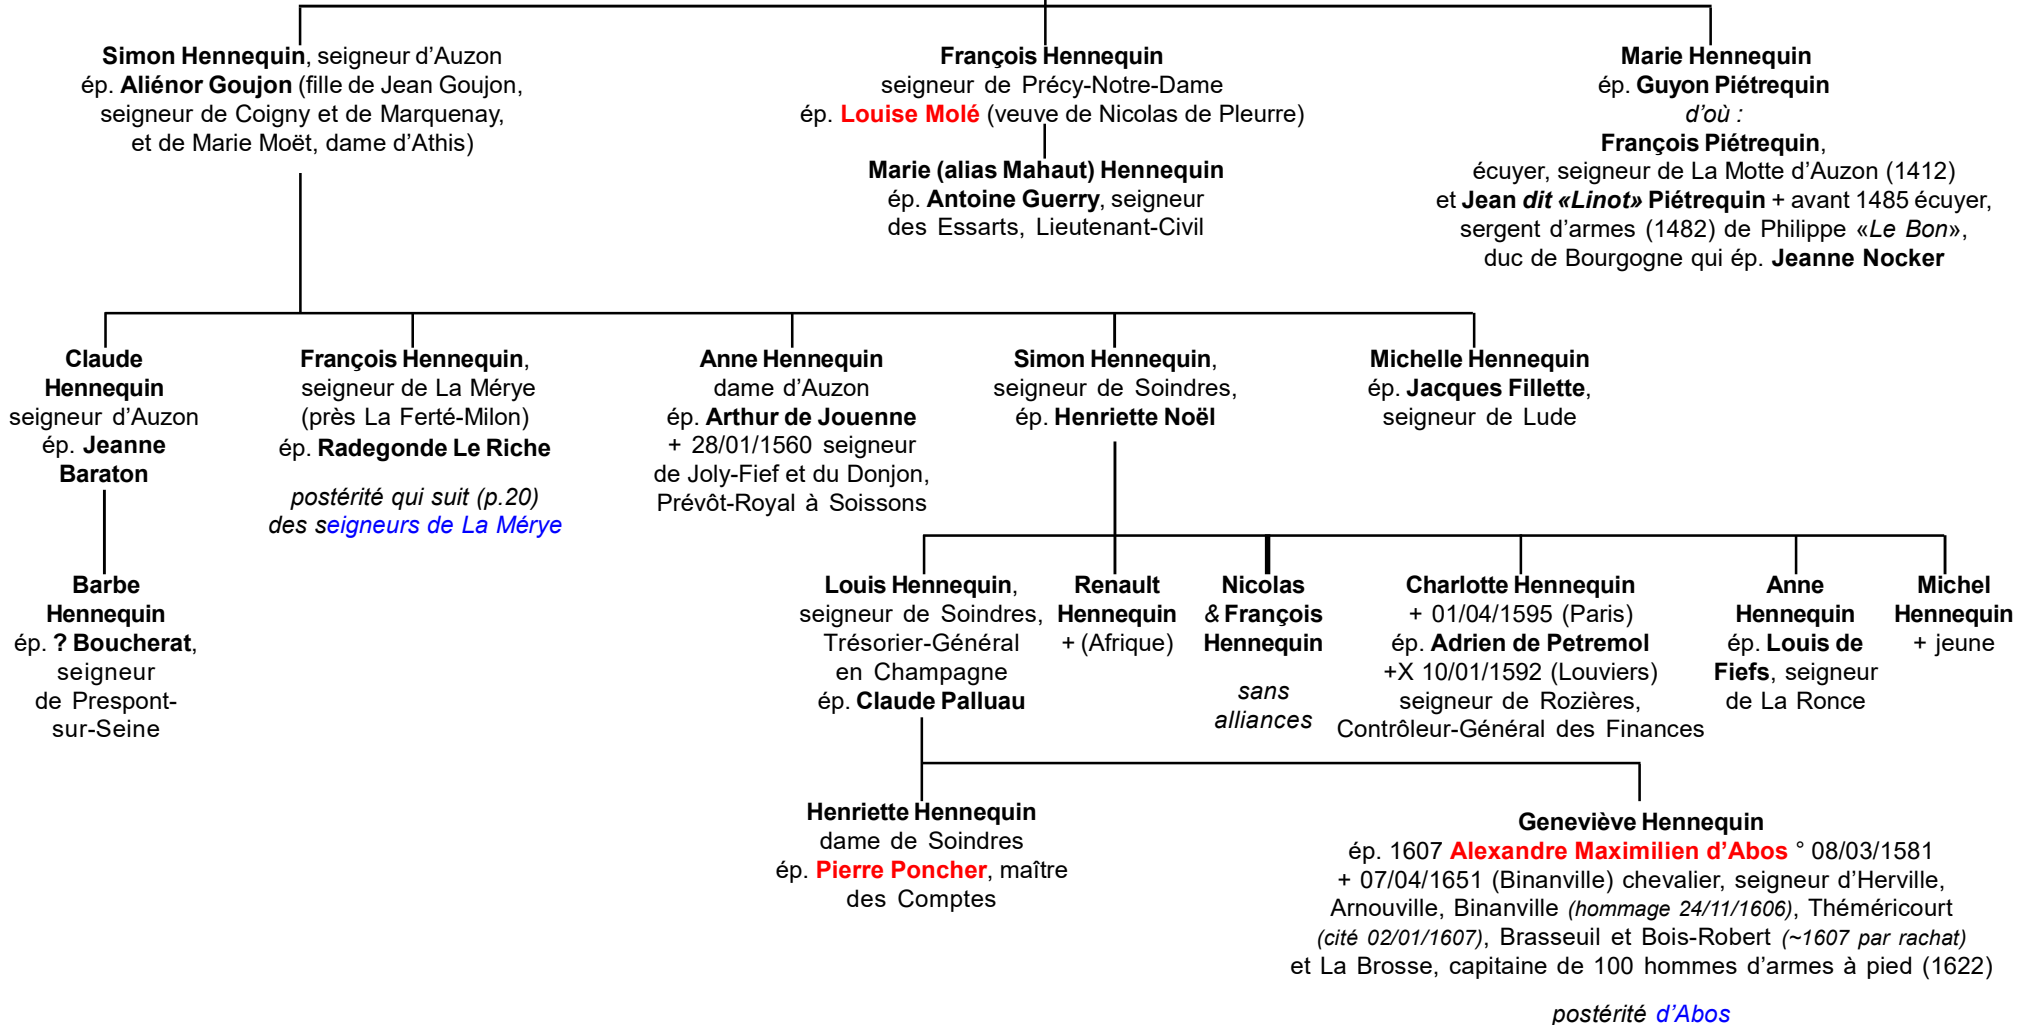 Simon Hennequin, seigneur d'Auzon
ép. Aliénor Goujon (fille de Jean Goujon,
seigneur de Coigny et de Marquenay,
et de Marie Moët, dame d'Athis)
François Hennequin
seigneur de Précy-Notre-Dame
ép. Louise Molé (veuve de Nicolas de Pleurre)
Marie (alias Mahaut) Hennequin
ép. Antoine Guerry, seigneur
des Essarts, Lieutenant-Civil
Marie Hennequin
ép. Guyon Piétrequin
d'où :
François Piétrequin,
écuyer, seigneur de La Motte d'Auzon (1412)
et Jean dit «Linot» Piétrequin + avant 1485 écuyer,
sergent d'armes (1482) de Philippe «Le Bon»,
duc de Bourgogne qui ép. Jeanne Nocker
Claude
Hennequin
seigneur d'Auzon
ép. Jeanne
Baraton
François Hennequin,
seigneur de La Mérye
(près La Ferté-Milon)
ép. Radegonde Le Riche
postérité qui suit (p.20)
des seigneurs de La Mérye
Anne Hennequin
dame d'Auzon
ép. Arthur de Jouenne
+ 28/01/1560 seigneur
de Joly-Fief et du Donjon,
Prévôt-Royal à Soissons
Simon Hennequin,
seigneur de Soindres,
ép. Henriette Noël
Michelle Hennequin
ép. Jacques Fillette,
seigneur de Lude
Barbe
Hennequin
ép. ? Boucherat,
seigneur
de Prespont-
sur-Seine
Louis Hennequin,
seigneur de Soindres,
Trésorier-Général
en Champagne
ép. Claude Palluau
Renault
Hennequin
+ (Afrique)
Nicolas
& François
Hennequin
sans
alliances
Charlotte Hennequin
+ 01/04/1595 (Paris)
ép. Adrien de Petremol
+X 10/01/1592 (Louviers)
seigneur de Rozières,
Contrôleur-Général des Finances
Anne
Hennequin
ép. Louis de
Fiefs, seigneur
de La Ronce
Michel
Hennequin
+ jeune
Henriette Hennequin
dame de Soindres
ép. Pierre Poncher, maître
des Comptes
Geneviève Hennequin
ép. 1607 Alexandre Maximilien d'Abos ° 08/03/1581
+ 07/04/1651 (Binanville) chevalier, seigneur d'Herville,
Arnouville, Binanville (hommage 24/11/1606), Théméricourt
(cité 02/01/1607), Brasseuil et Bois-Robert (~1607 par rachat)
et La Brosse, capitaine de 100 hommes d'armes à pied (1622)
postérité d'Abos